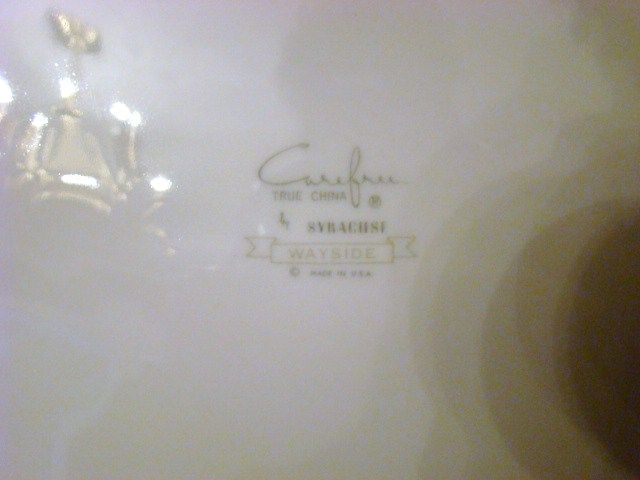 Carefree
TRUE CHINA ®
by SYRACUSE
WAYSIDE
© MADE IN U.S.A.